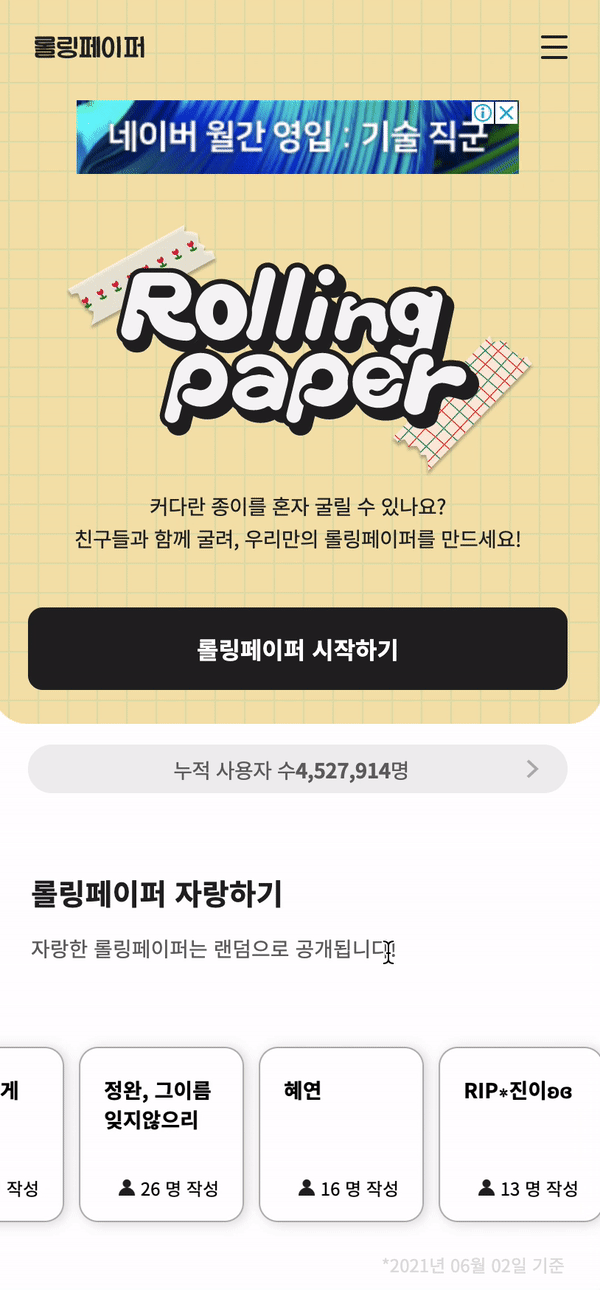 롤링페이퍼
네이버 월간 영입 : 기술 직군
Rolling
paper
커다란 종이를 혼자 굴릴 수 있나요?
친구들과 함께 굴려, 우리만의 롤링페이퍼를 만드세요!
롤링페이퍼 시작하기
누적 사용자 수4,527,914명
롤링페이퍼 자랑하기
자랑한 롤링페이퍼는 랜덤으로 공개됩니다!
게
작성
정완, 그이름
잊지않으리
26 명 작성
혜연
16 명 작성
RIP*진이ʚɞ
13 명 작성
*2021년 06월 02일 기준